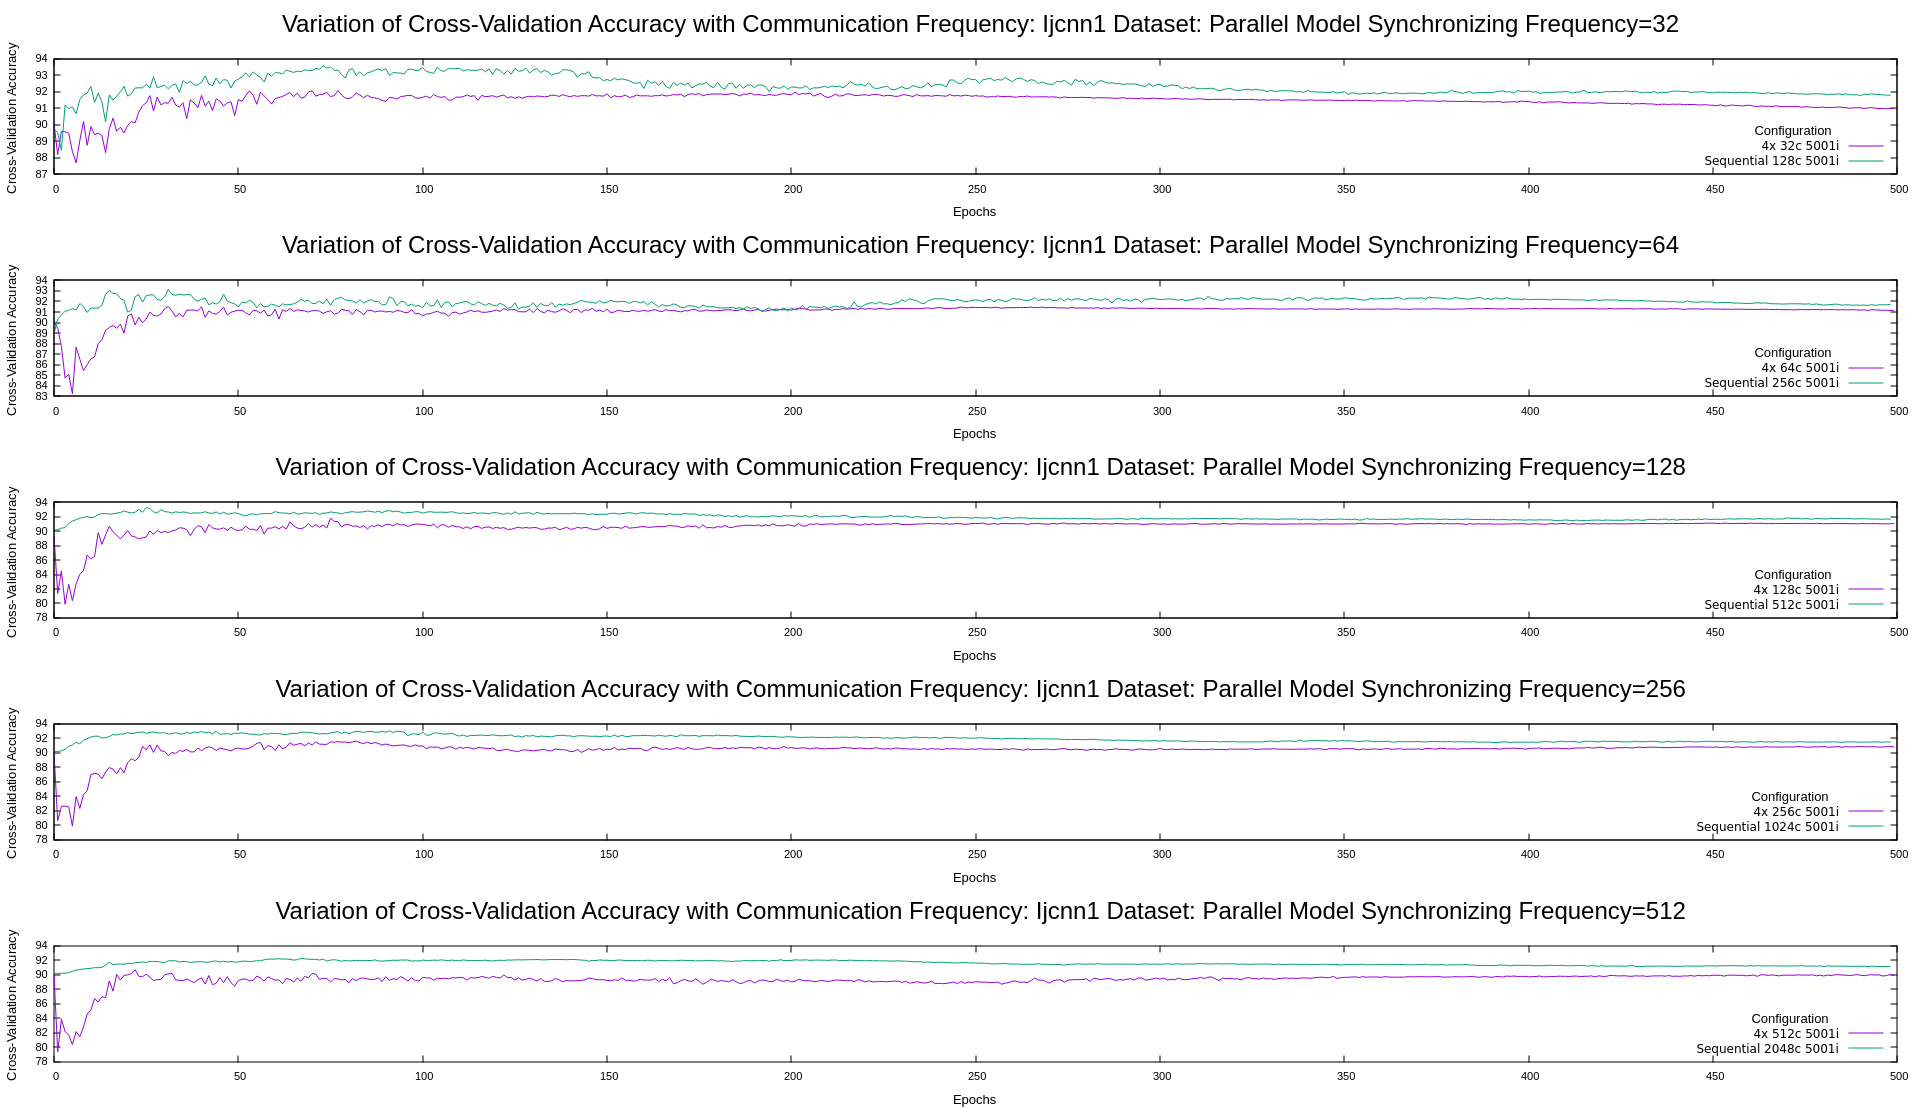 Variation of Cross-Validation Accuracy with Communication Frequency: Ijcnn1 Dataset: Parallel Model Synchronizing Frequency=32
Cross-Validation Accuracy
94
93
92
91
90
89
88
87
Configuration
4x 32c 5001i
Sequential 128c 5001i
0 50 100 150 200 250 300 350 400 450 500
Epochs
Variation of Cross-Validation Accuracy with Communication Frequency: Ijcnn1 Dataset: Parallel Model Synchronizing Frequency=64
Cross-Validation Accuracy
94
93
92
91
90
89
88
87
86
85
84
83
Configuration
4x 64c 5001i
Sequential 256c 5001i
0 50 100 150 200 250 300 350 400 450 500
Epochs
Variation of Cross-Validation Accuracy with Communication Frequency: Ijcnn1 Dataset: Parallel Model Synchronizing Frequency=128
Cross-Validation Accuracy
94
92
90
88
86
84
82
80
78
Configuration
4x 128c 5001i
Sequential 512c 5001i
0 50 100 150 200 250 300 350 400 450 500
Epochs
Variation of Cross-Validation Accuracy with Communication Frequency: Ijcnn1 Dataset: Parallel Model Synchronizing Frequency=256
Cross-Validation Accuracy
94
92
90
88
86
84
82
80
78
Configuration
4x 256c 5001i
Sequential 1024c 5001i
0 50 100 150 200 250 300 350 400 450 500
Epochs
Variation of Cross-Validation Accuracy with Communication Frequency: Ijcnn1 Dataset: Parallel Model Synchronizing Frequency=512
Cross-Validation Accuracy
94
92
90
88
86
84
82
80
78
Configuration
4x 512c 5001i
Sequential 2048c 5001i
0 50 100 150 200 250 300 350 400 450 500
Epochs